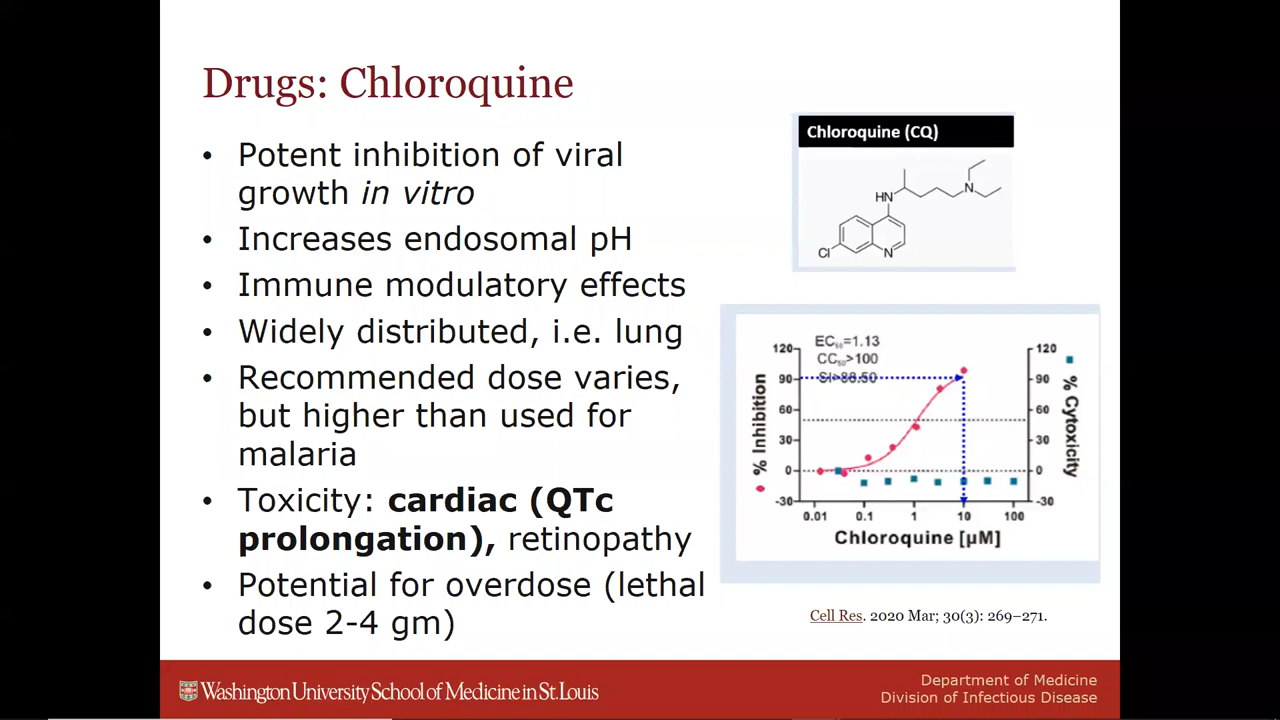 Drugs: Chloroquine
• Potent inhibition of viral
growth in vitro
• Increases endosomal pH
• Immune modulatory effects
• Widely distributed, i.e. lung
• Recommended dose varies,
but higher than used for
malaria
• Toxicity: cardiac (QTc
prolongation), retinopathy
• Potential for overdose (lethal
dose 2-4 gm)
Chloroquine (CQ)
HN
N
Cl
N
EC50=1.13
CC50>100
SI>88.50
120
90
60
30
0
-30
% Inhibition
120
90
60
30
0
-30
% Cytoxicity
0.01 0.1 1 10 100
Chloroquine [µM]
Cell Res. 2020 Mar; 30(3): 269–271.
Washington University School of Medicine in St. Louis
Department of Medicine
Division of Infectious Disease